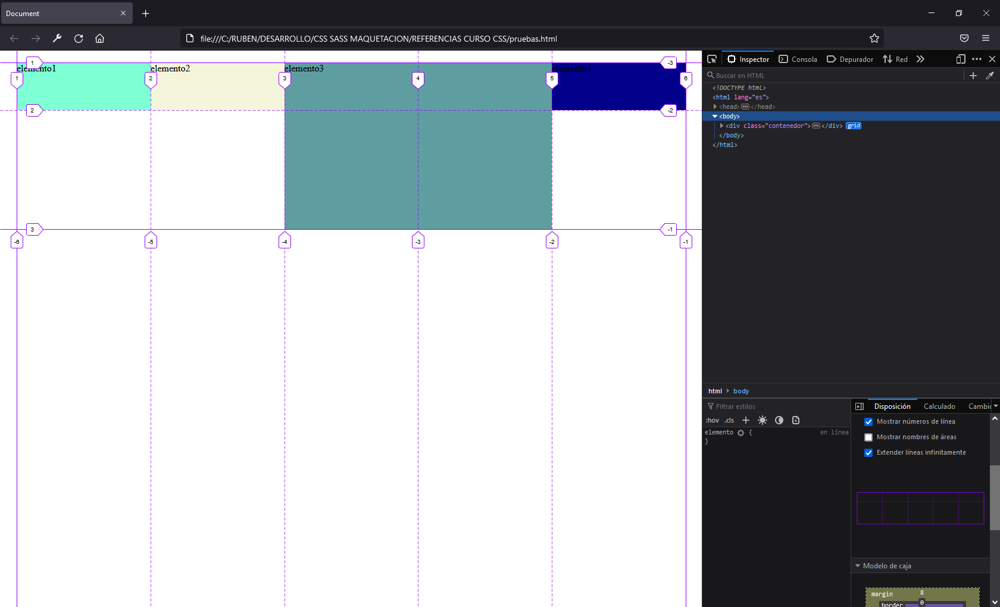 Document
file:///C:/RUBEN/DESARROLLO/CSS SASS MAQUETACION/REFERENCIAS CURSO CSS/pruebas.html
Inspector
Consola
Depurador
Red
Buscar en HTML
<!DOCTYPE html>
<html lang="es">
<head> </head>
<body>
<div class="contenedor"> </div> grid
</body>
</html>
1
-3
elemento1
elemento2
elemento3
elemento4
1
2
3
4
5
6
2
-2
3
-1
-6
-5
-4
-3
-2
-1
html
body
Filtrar estilos
:hov
.cls
elemento {
en línea
}
Disposición
Calculado
Cambic
Mostrar números de línea
Mostrar nombres de áreas
Extender líneas infinitamente
Modelo de caja
margin
8
border
0